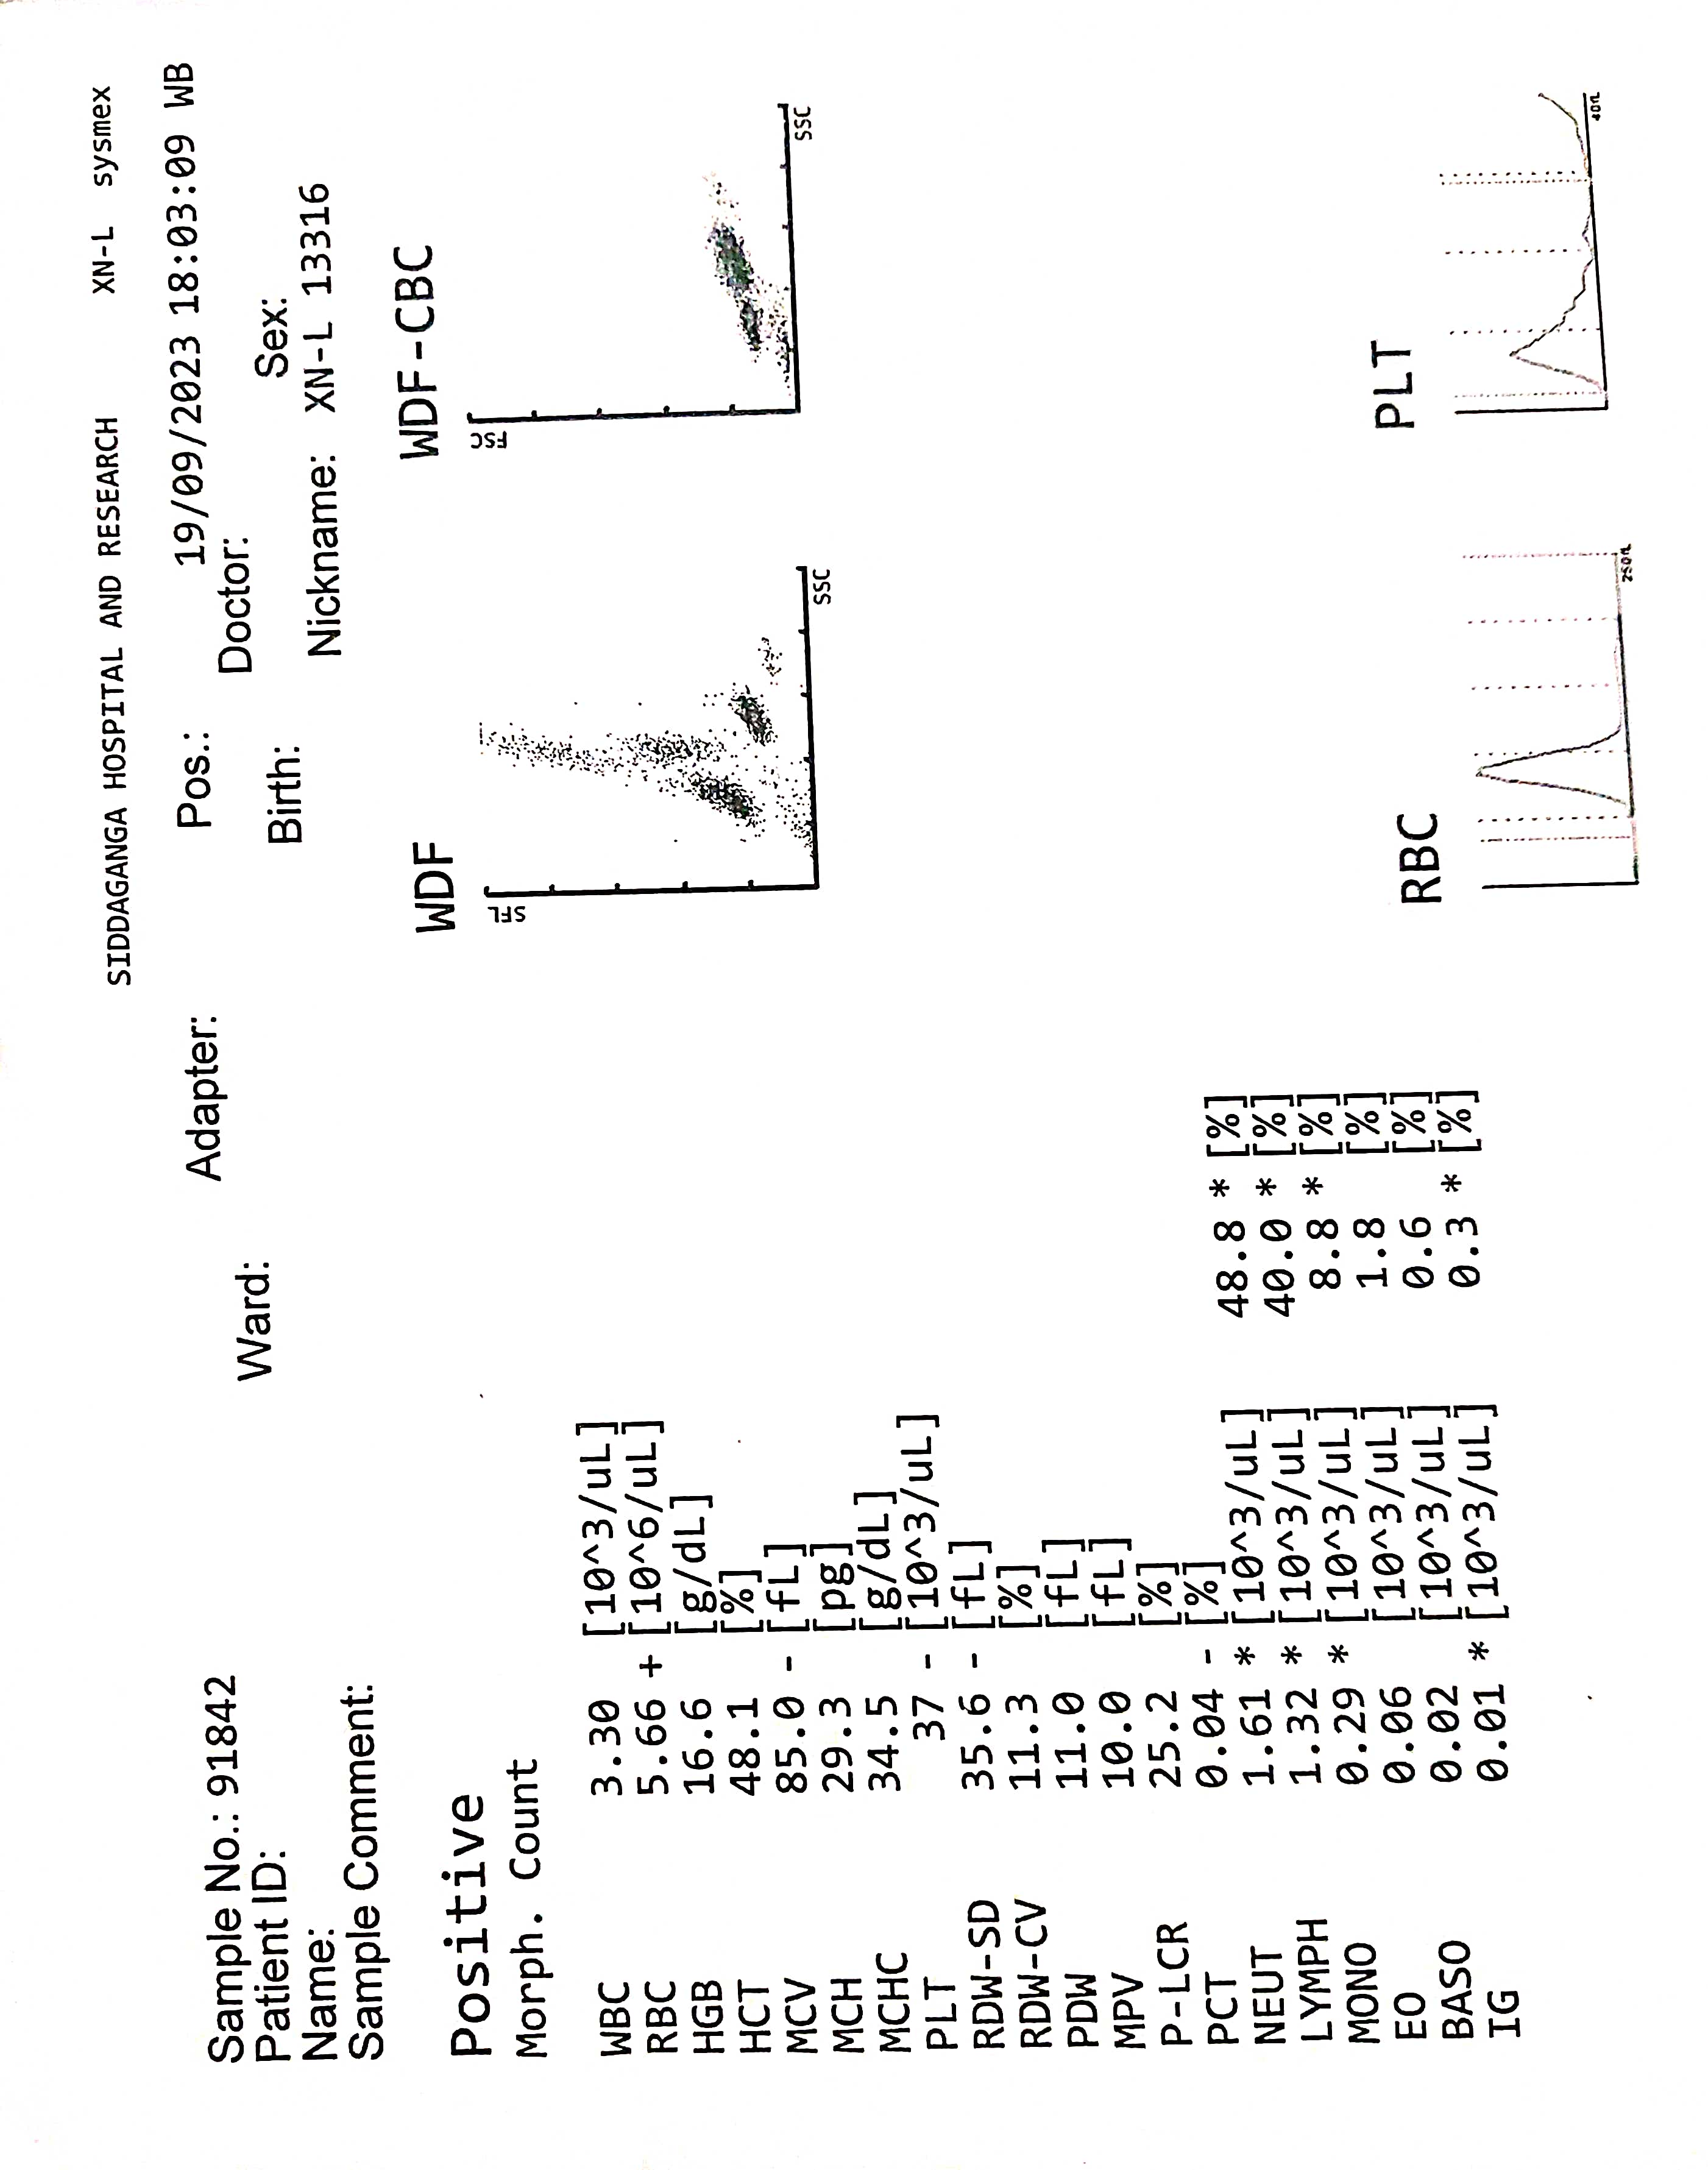 SIDDAGANGA HOSPITAL AND RESEARCH XN-L sysmex
Sample No.: 91842 Adapter: Pos.: 19/09/2023 18:03:09 WB
Patient ID: Ward: Doctor:
Name: Birth: Sex:
Sample Comment: Nickname: XN-L 13316
Positive
Morph. Count
WDF
SFL
SSC
WDF-CBC
FSC
SSC
WBC 3.30 [10^3/uL]
RBC 5.66 + [10^6/uL]
HGB 16.6 [g/dL]
HCT 48.1 [%]
MCV 85.0 - [fL]
MCH 29.3 [pg]
MCHC 34.5 [g/dL]
PLT 37 - [10^3/uL]
RDW-SD 35.6 - [fL]
RDW-CV 11.3 [%]
PDW 11.0 [fL]
MPV 10.0 [fL]
P-LCR 25.2 [%]
PCT 0.04 - [%]
NEUT 1.61 * [10^3/uL] 48.8 * [%]
LYMPH 1.32 * [10^3/uL] 40.0 * [%]
MONO 0.29 * [10^3/uL] 8.8 * [%]
EO 0.06 [10^3/uL] 1.8 [%]
BASO 0.02 [10^3/uL] 0.6 [%]
IG 0.01 * [10^3/uL] 0.3 * [%]
RBC
250fL
PLT
40fL